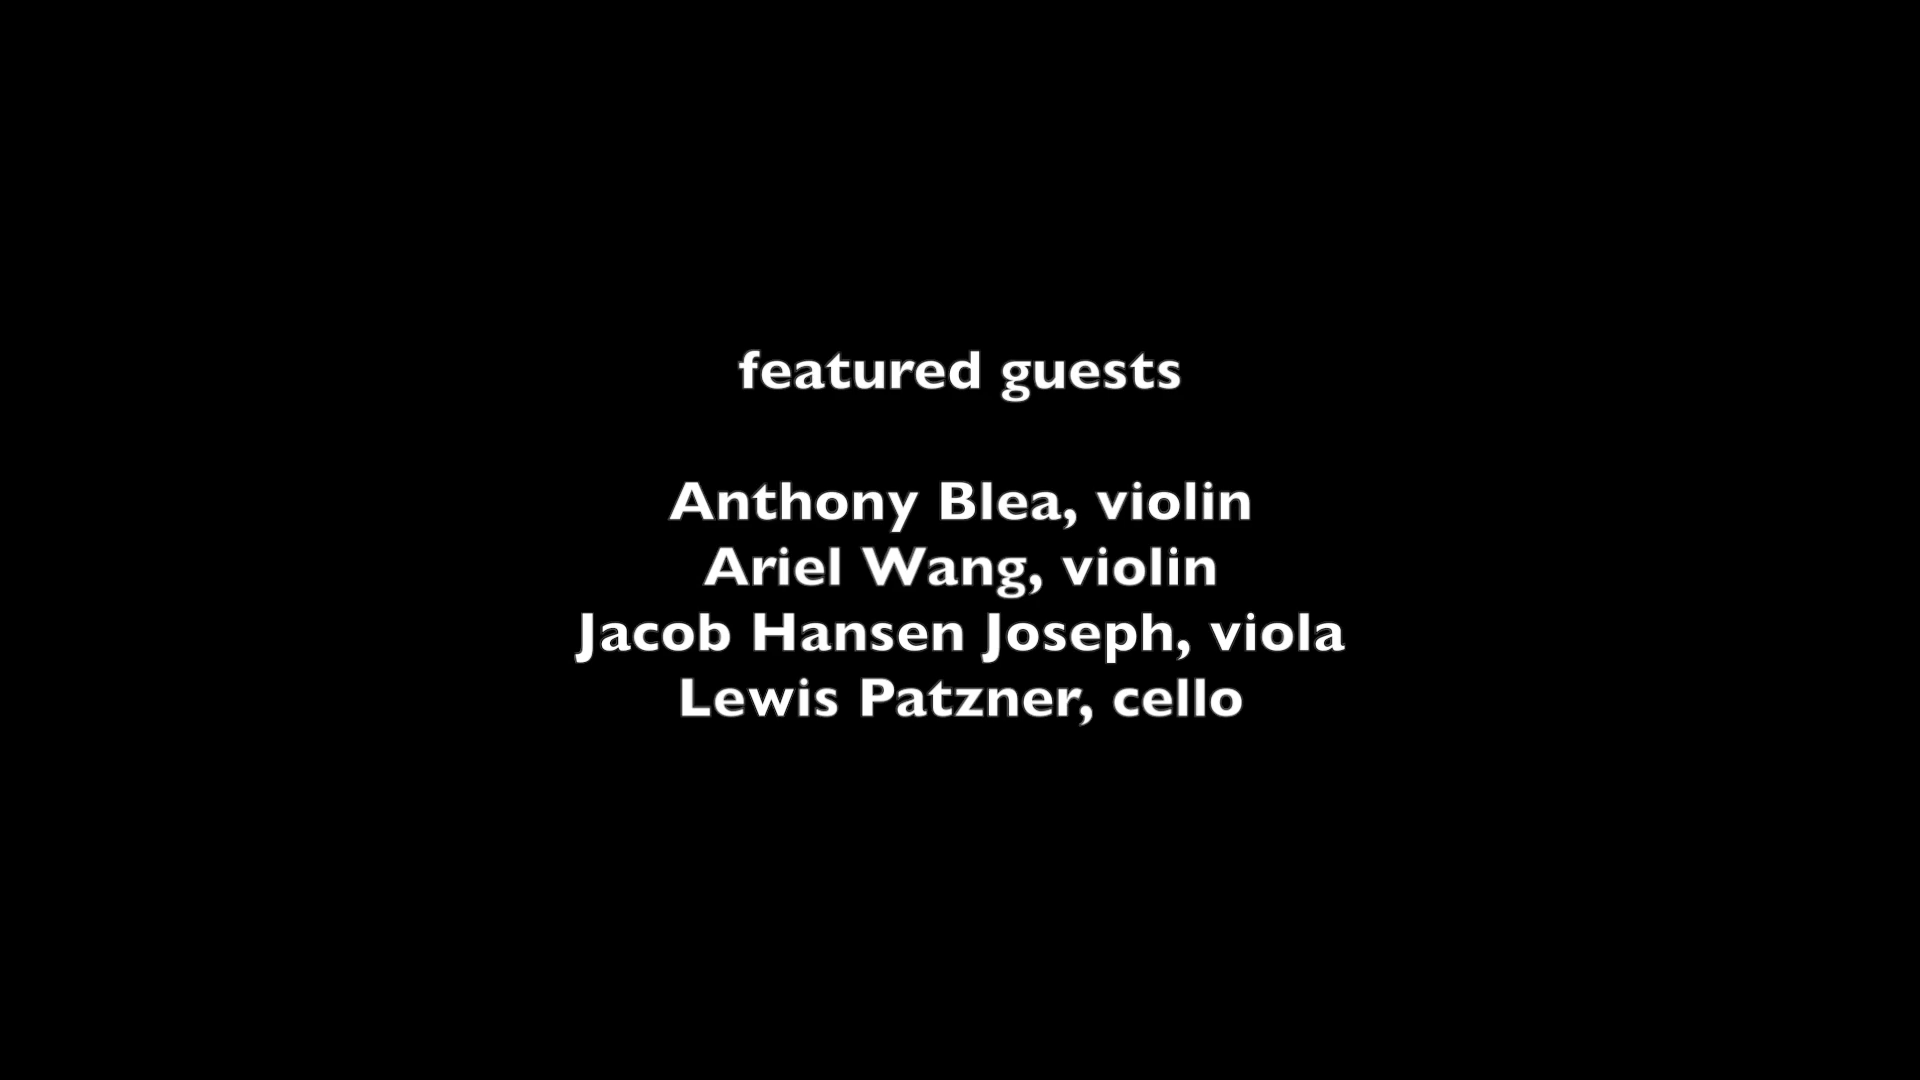 featured guests
Anthony Blea, violin
Ariel Wang, violin
Jacob Hansen Joseph, viola
Lewis Patzner, cello